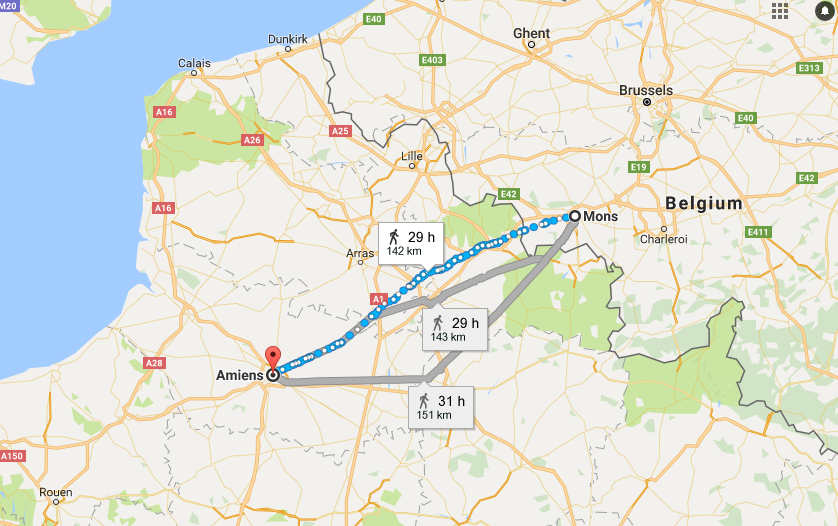 M20
E40
Dunkirk
Ghent
Calais
E403
E313
Brussels
A16
A26
A25
E40
Lille
E19
E42
E42
A16
Belgium
Mons
E411
Charleroi
29 h
142 km
Arras
A1
29 h
143 km
A28
Amiens
31 h
151 km
A150
Rouen